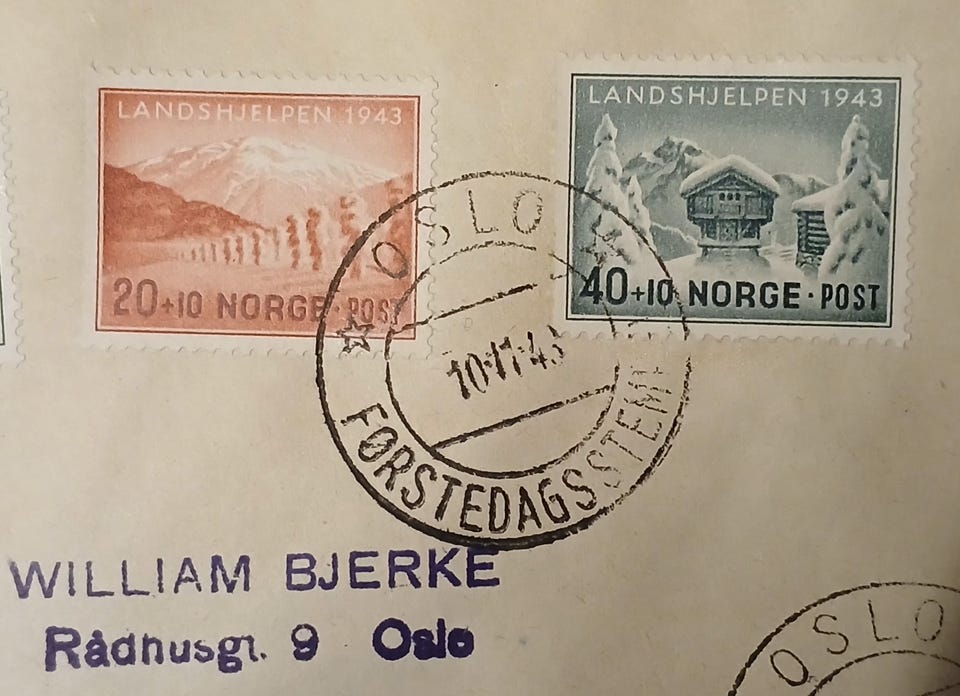 LANDSHJELPEN 1943
20+10 NORGE·POST
LANDSHJELPEN 1943
40+10 NORGE·POST
OSLO
10·11·43
FØRSTEDAGSSTEMPEL
WILLIAM BJERKE
Rådhusgt. 9 Oslo
OSLO